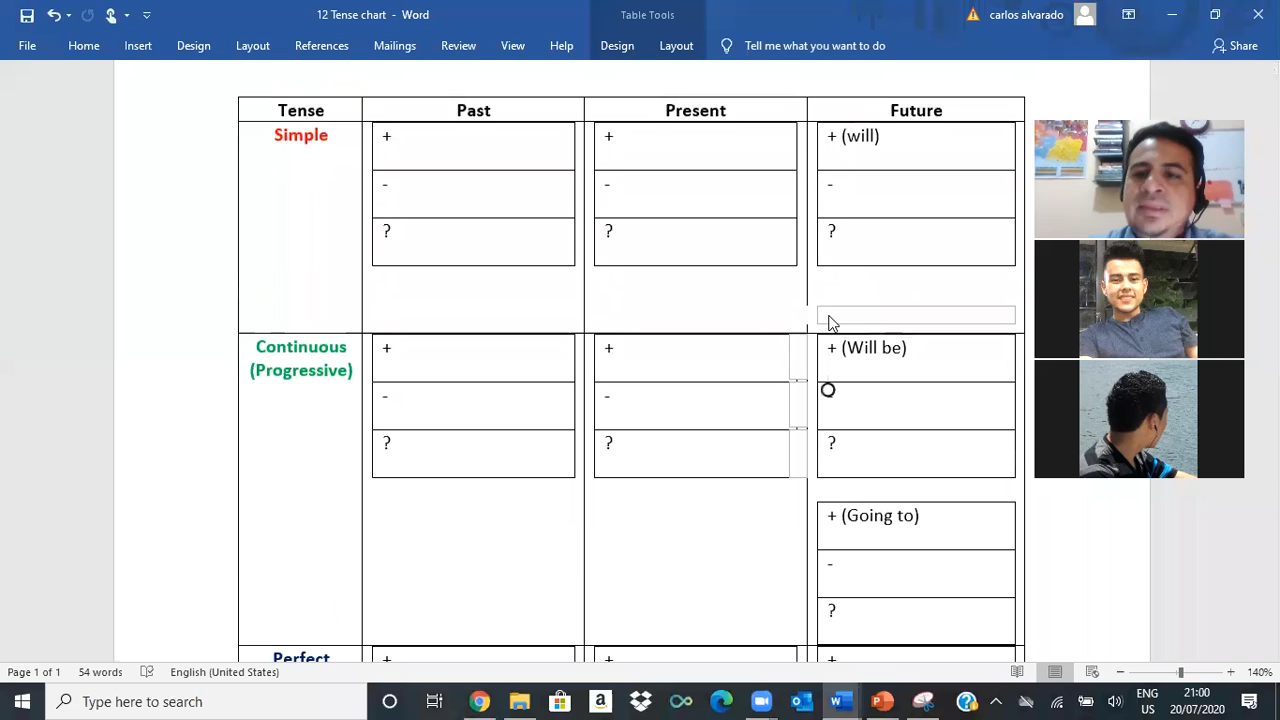 12 Tense chart - Word
Table Tools
carlos alvarado
File Home Insert Design Layout References Mailings Review View Help Design Layout Tell me what you want to do Share
Tense Past Present Future
Simple + + + (will)
- - -
? ? ?
Continuous + + + (Will be)
(Progressive)
- -
? ? ?
+ (Going to)
-
?
Perfect + + +
Page 1 of 1 54 words English (United States) 140%
Type here to search
ENG 21:00
US 20/07/2020